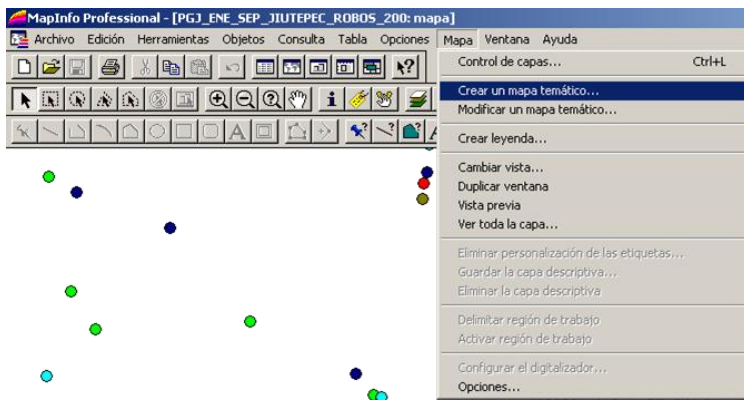 MapInfo Professional - [PGJ_ENE_SEP_JIUTEPEC_ROBOS_200: mapa]
Archivo Edición Herramientas Objetos Consulta Tabla Opciones Mapa Ventana Ayuda
Control de capas... Ctrl+L
Crear un mapa temático...
Modificar un mapa temático...
Crear leyenda...
Cambiar vista...
Duplicar ventana
Vista previa
Ver toda la capa...
Eliminar personalización de las etiquetas...
Guardar la capa descriptiva...
Eliminar la capa descriptiva
Delimitar región de trabajo
Activar región de trabajo
Configurar el digitalizador...
Opciones...